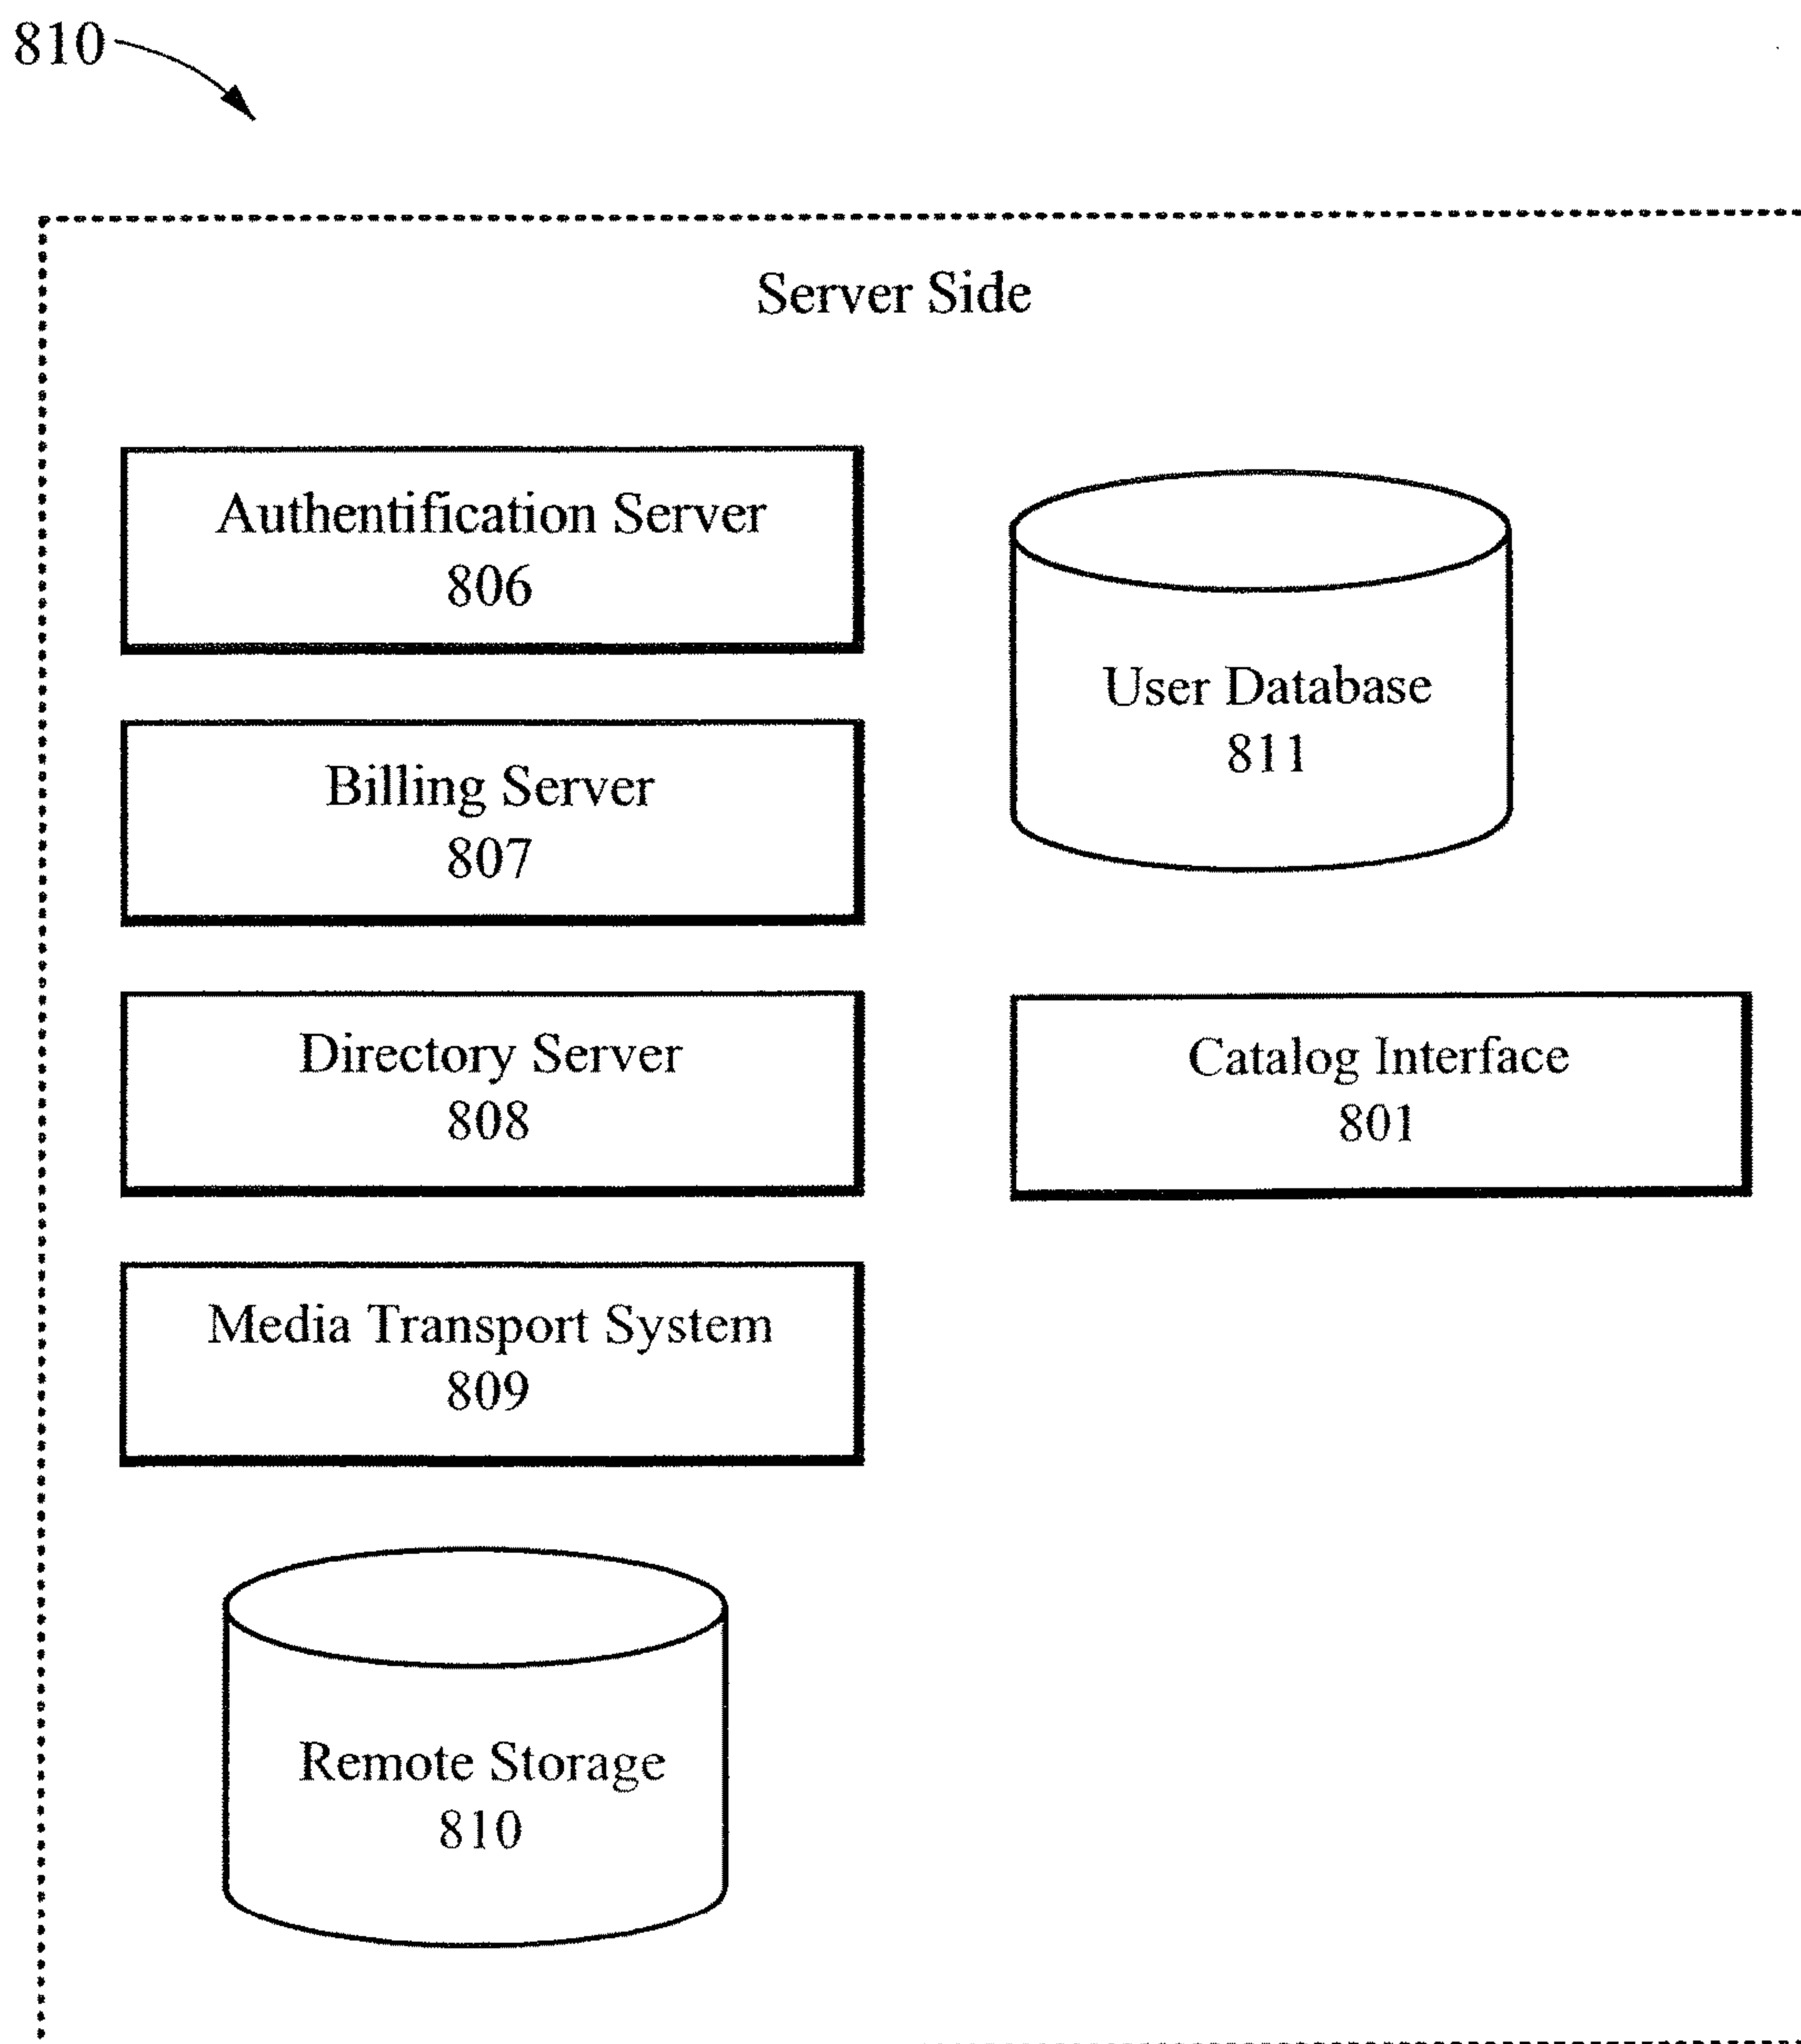 810
Server Side
Authentification Server
806
User Database
811
Billing Server
807
Directory Server
808
Catalog Interface
801
Media Transport System
809
Remote Storage
810